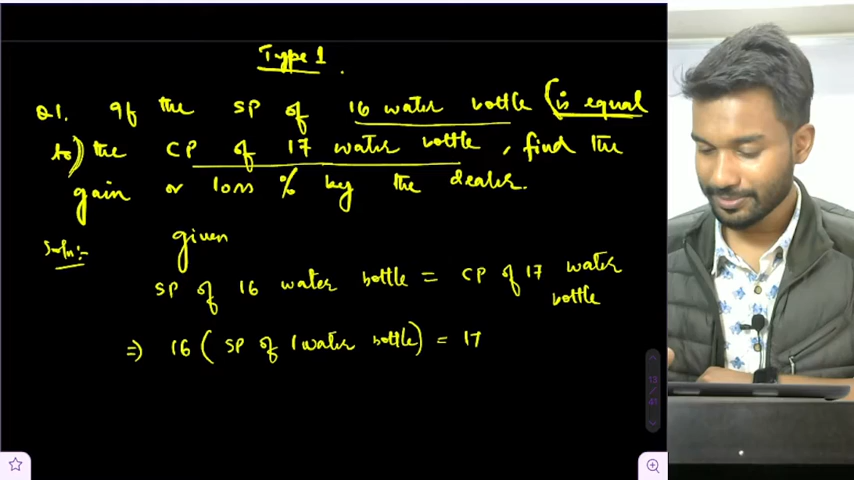 Type 1.
Q1. If the SP of 16 water bottle (is equal
to) the CP of 17 water bottle, find the
gain or loss % by the dealer.
Soln:- given
SP of 16 water bottle = CP of 17 water
bottle
=) 16 ( SP of 1 water bottle) = 17
13
/
41